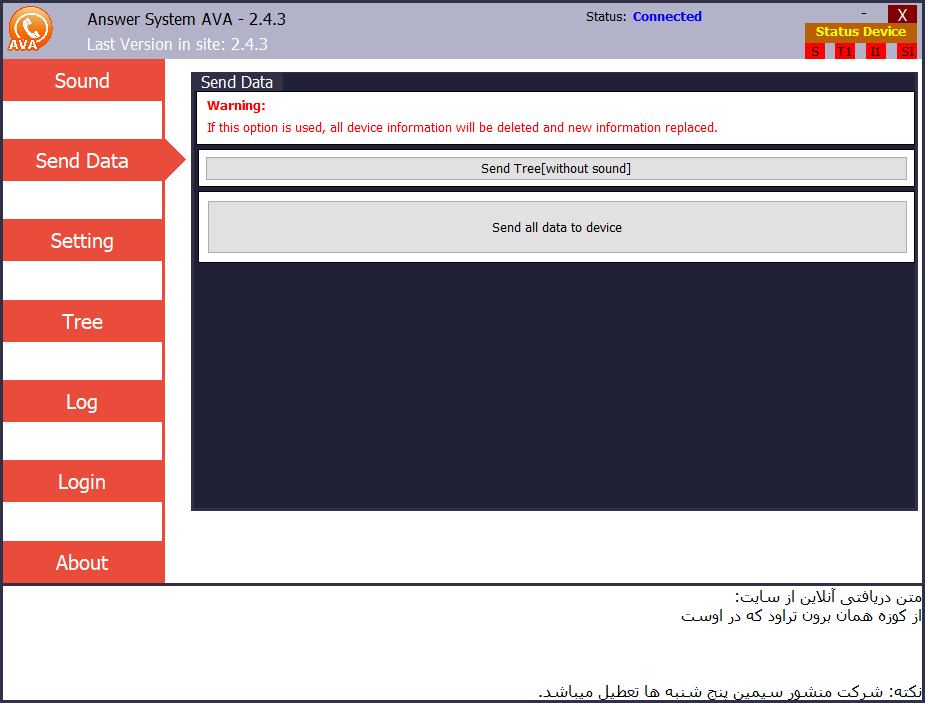 AVA
Answer System AVA - 2.4.3
Last Version in site: 2.4.3
Status: Connected
-
X
Status Device
S T1 I1 SI
Sound
Send Data
Setting
Tree
Log
Login
About
Send Data
Warning:
If this option is used, all device information will be deleted and new information replaced.
Send Tree[without sound]
Send all data to device
متن دریافتی آنلاین از سایت:
از کوزه همان برون تراود که در اوست
نکته: شرکت منشور سیمین پنج شنبه ها تعطیل میباشد.